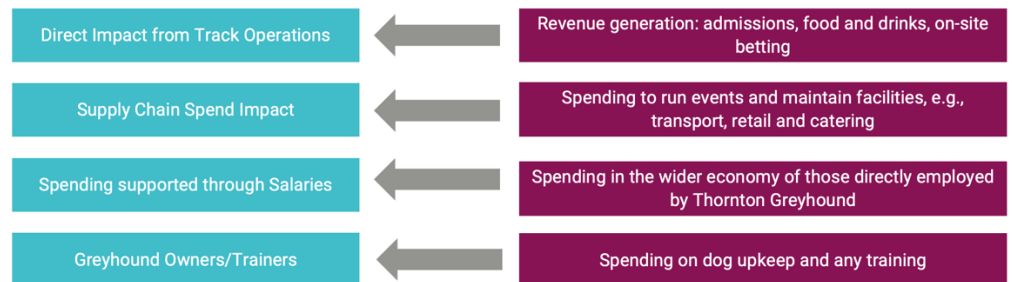 Direct Impact from Track Operations
Revenue generation: admissions, food and drinks, on-site
betting
Supply Chain Spend Impact
Spending to run events and maintain facilities, e.g.,
transport, retail and catering
Spending supported through Salaries
Spending in the wider economy of those directly employed
by Thornton Greyhound
Greyhound Owners/Trainers
Spending on dog upkeep and any training